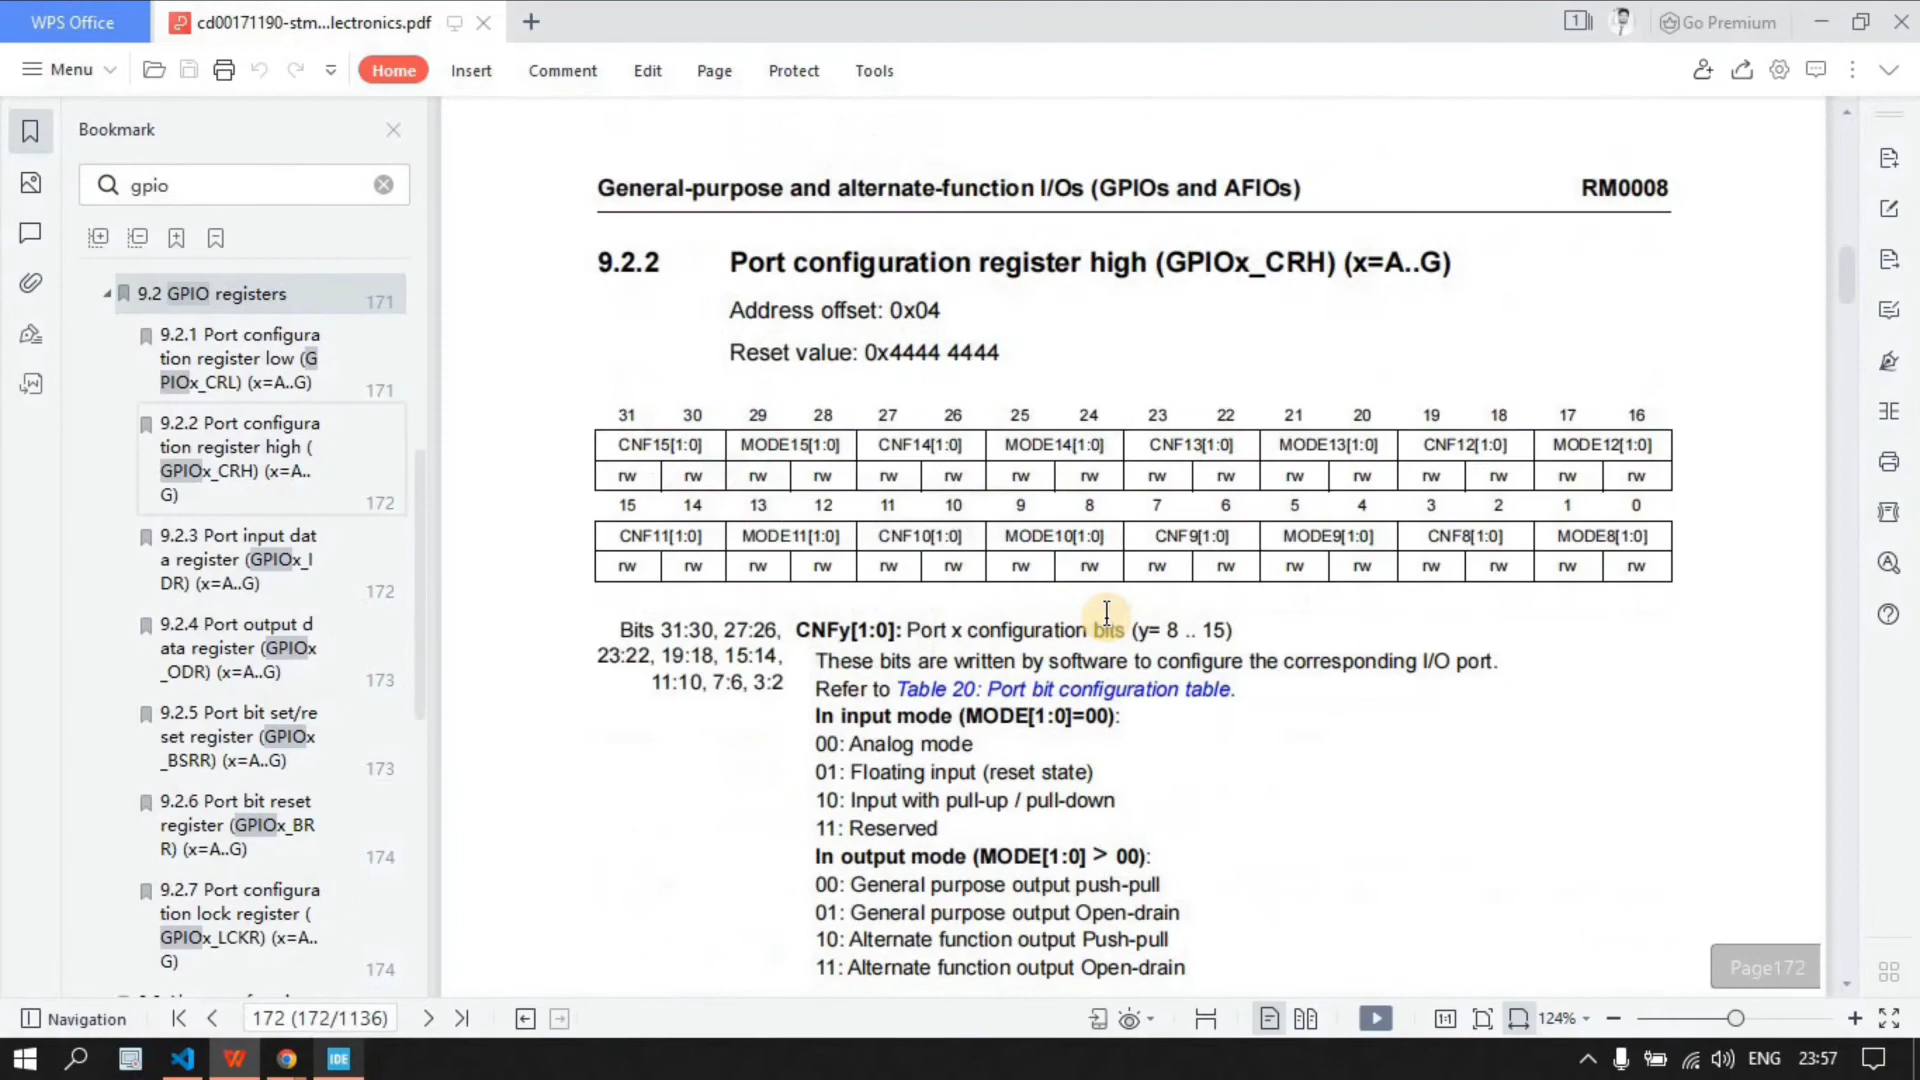 WPS Office
cd00171190-stm...lectronics.pdf
1
Go Premium
Menu
Home
Insert
Comment
Edit
Page
Protect
Tools
Bookmark
gpio
9.2 GPIO registers 171
9.2.1 Port configura
tion register low (G
PIOx_CRL) (x=A..G) 171
9.2.2 Port configura
tion register high (
GPIOx_CRH) (x=A..
G) 172
9.2.3 Port input dat
a register (GPIOx_I
DR) (x=A..G) 172
9.2.4 Port output d
ata register (GPIOx
_ODR) (x=A..G) 173
9.2.5 Port bit set/re
set register (GPIOx
_BSRR) (x=A..G) 173
9.2.6 Port bit reset
register (GPIOx_BR
R) (x=A..G) 174
9.2.7 Port configura
tion lock register (
GPIOx_LCKR) (x=A..
G) 174
General-purpose and alternate-function I/Os (GPIOs and AFIOs) RM0008
9.2.2 Port configuration register high (GPIOx_CRH) (x=A..G)
Address offset: 0x04
Reset value: 0x4444 4444
31 30 29 28 27 26 25 24 23 22 21 20 19 18 17 16
CNF15[1:0] MODE15[1:0] CNF14[1:0] MODE14[1:0] CNF13[1:0] MODE13[1:0] CNF12[1:0] MODE12[1:0]
rw rw rw rw rw rw rw rw rw rw rw rw rw rw rw rw
15 14 13 12 11 10 9 8 7 6 5 4 3 2 1 0
CNF11[1:0] MODE11[1:0] CNF10[1:0] MODE10[1:0] CNF9[1:0] MODE9[1:0] CNF8[1:0] MODE8[1:0]
rw rw rw rw rw rw rw rw rw rw rw rw rw rw rw rw
Bits 31:30, 27:26, CNFy[1:0]: Port x configuration bits (y= 8 .. 15)
23:22, 19:18, 15:14, These bits are written by software to configure the corresponding I/O port.
11:10, 7:6, 3:2 Refer to Table 20: Port bit configuration table.
In input mode (MODE[1:0]=00):
00: Analog mode
01: Floating input (reset state)
10: Input with pull-up / pull-down
11: Reserved
In output mode (MODE[1:0] > 00):
00: General purpose output push-pull
01: General purpose output Open-drain
10: Alternate function output Push-pull
11: Alternate function output Open-drain
Page172
Navigation
172 (172/1136)
1:1
124%
IDE
ENG
23:57